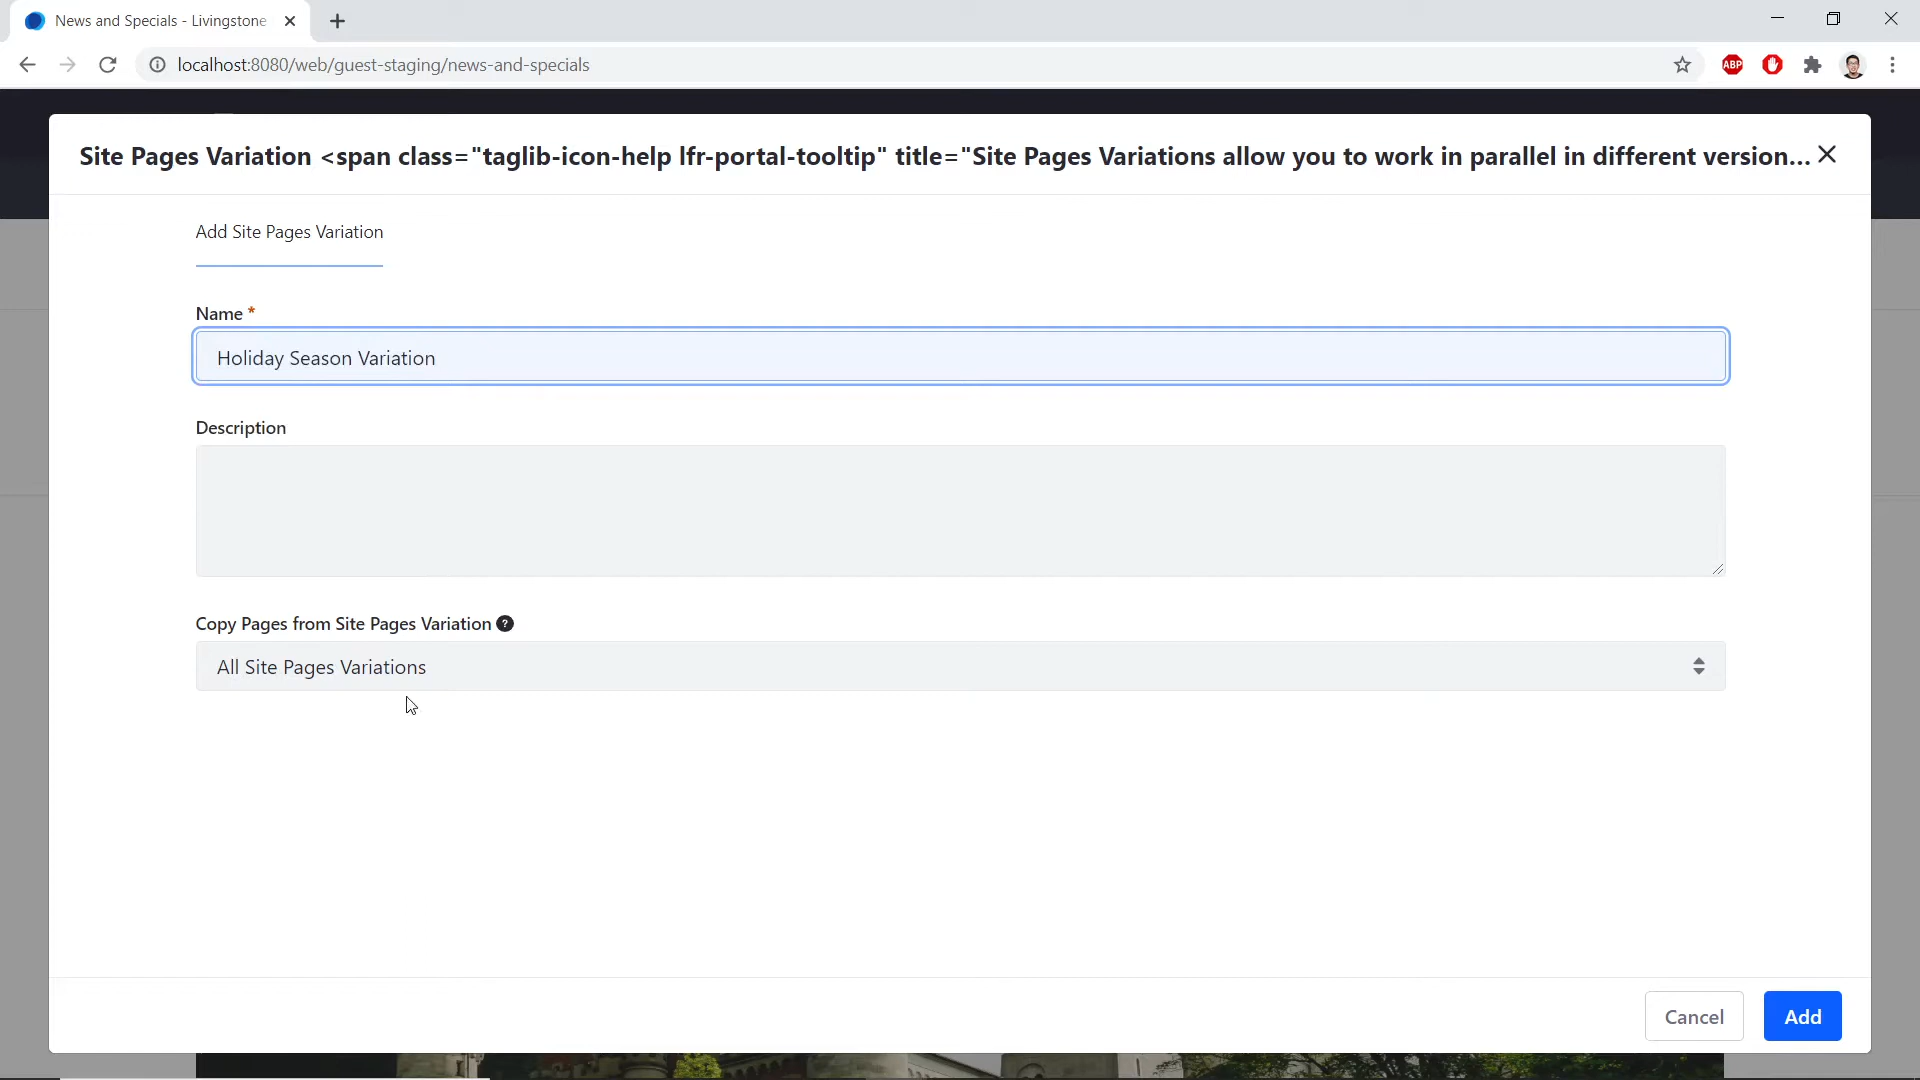 News and Specials - Livingstone
localhost:8080/web/guest-staging/news-and-specials
ABP
Site Pages Variation <span class="taglib-icon-help lfr-portal-tooltip" title="Site Pages Variations allow you to work in parallel in different version...
Add Site Pages Variation
Name *
Holiday Season Variation
Description
Copy Pages from Site Pages Variation ?
All Site Pages Variations
Cancel
Add